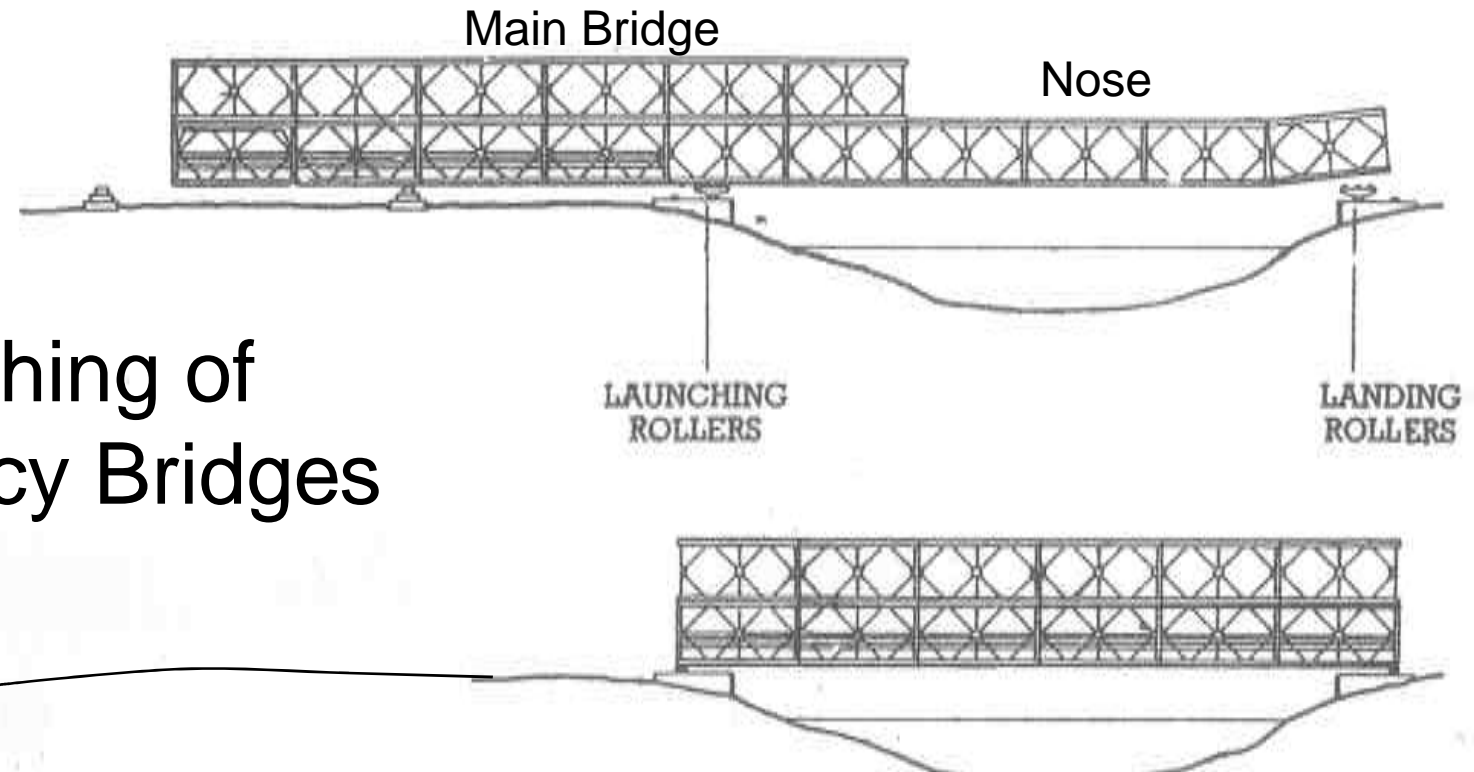 Main Bridge
Nose
LAUNCHING
ROLLERS
LANDING
ROLLERS
hing of
cy Bridges